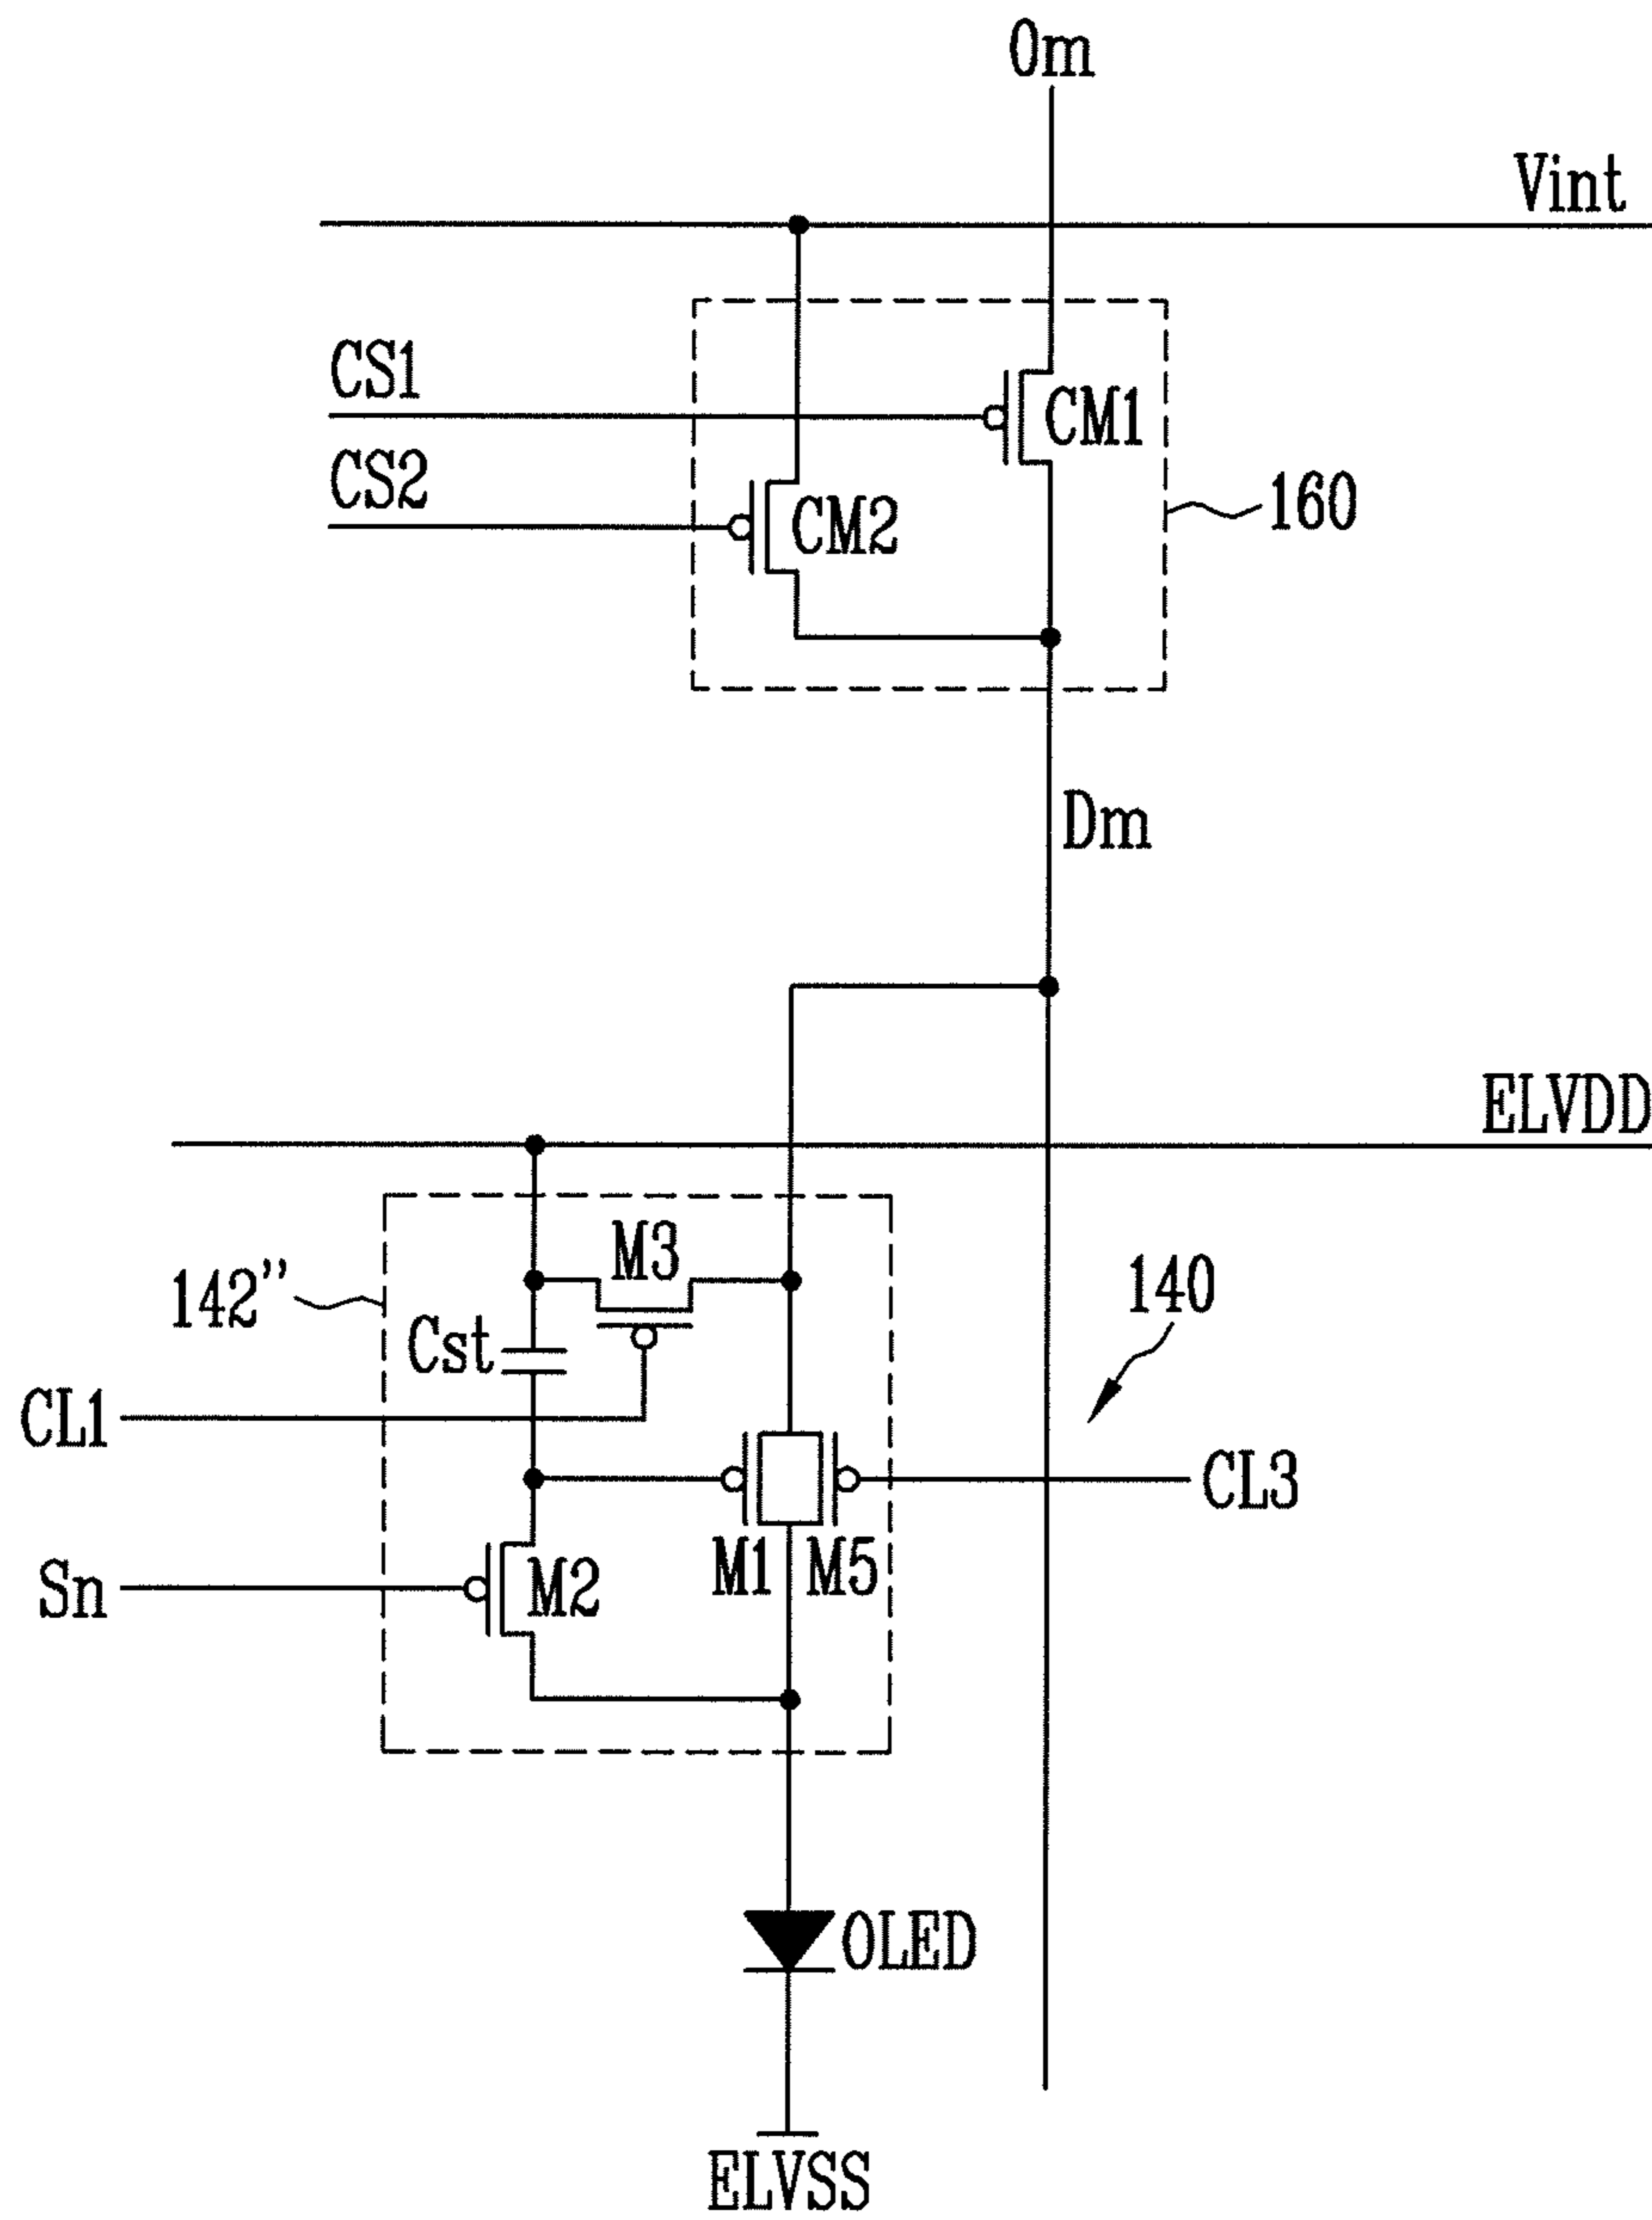 Om
Vint
CS1
CM1
CS2
CM2
160
Dm
ELVDD
M3
142"
140
Cst
CL1
CL3
M1 M5
Sn
M2
OLED
ELVSS